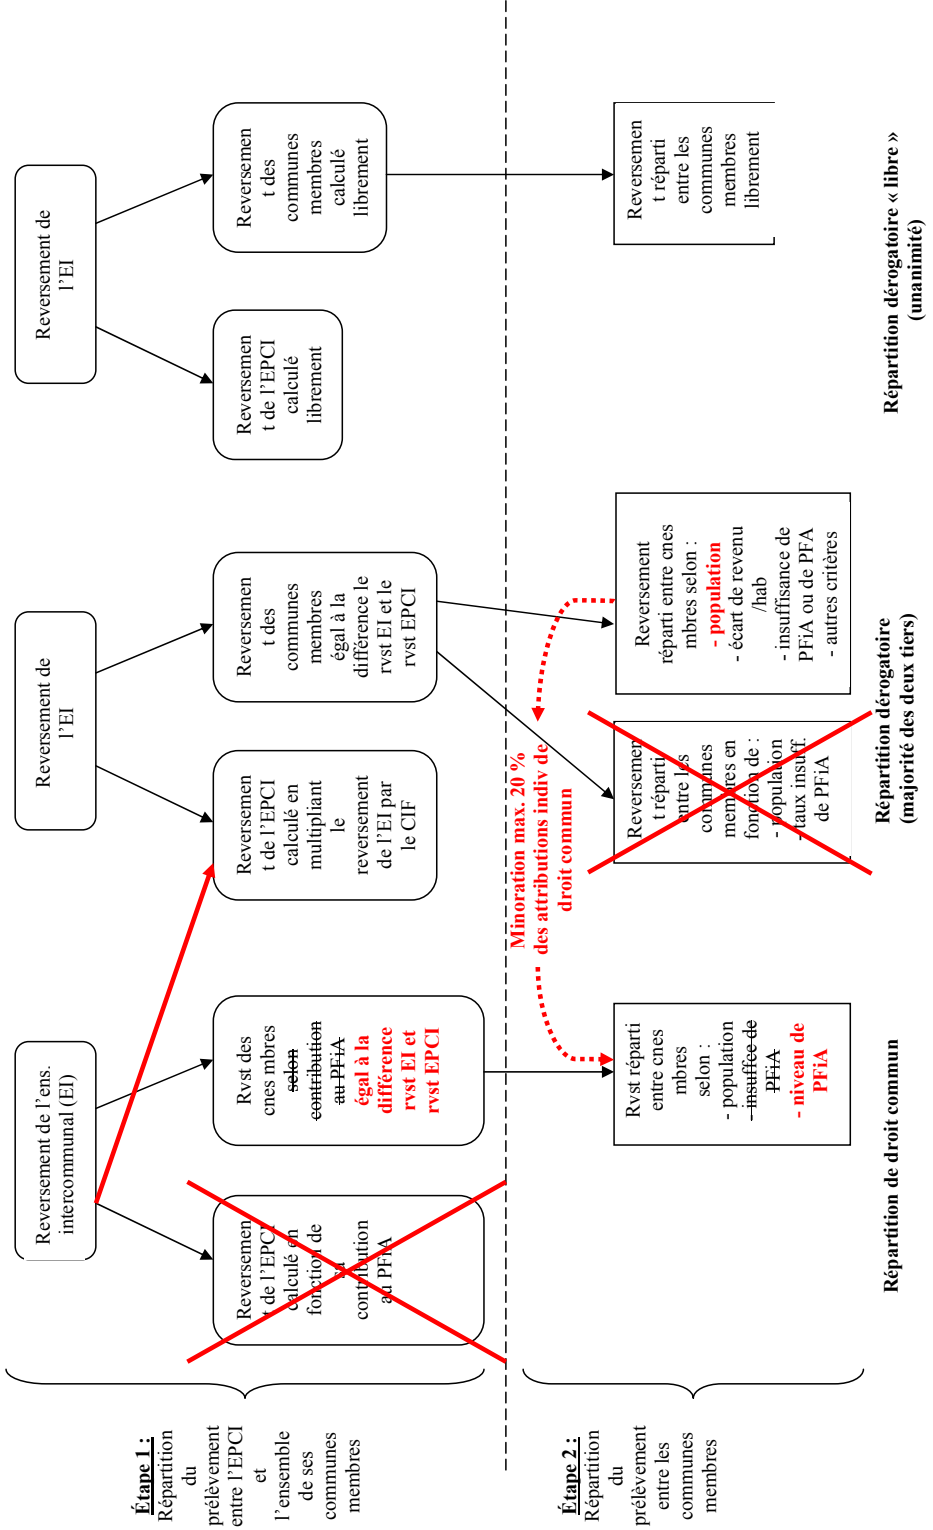 Étape 1 :
Répartition
du
prélèvement
entre l'EPCI
et
l'ensemble
de ses
communes
membres
Reversement de l'ens.
intercommunal (EI)
Reversement de
l'EI
Reversement de
l'EI
Reversemen
t de l'EPCI
calculé en
fonction de
sa
contribution
au PFiA
Rvst des
cnes mbres
selon
contribution
au PFiA
égal à la
différence
rvst EI et
rvst EPCI
Reversemen
t de l'EPCI
calculé en
multipliant
le
reversement
de l'EI par
le CIF
Reversemen
t des
communes
membres
égal à la
différence le
rvst EI et le
rvst EPCI
Reversemen
t de l'EPCI
calculé
librement
Reversemen
t des
communes
membres
calculé
librement
Étape 2 :
Répartition
du
prélèvement
entre les
communes
membres
Minoration max. 20 %
des attributions indiv de
droit commun
Rvst réparti
entre cnes
mbres
selon :
- population
- insuffce de
PFiA
- niveau de
PFiA
Reversemen
t réparti
entre les
communes
membres en
fonction de :
- population
- taux insuff.
de PFiA
Reversement
réparti entre cnes
mbres selon :
- population
- écart de revenu
/hab
- insuffisance de
PFiA ou de PFA
- autres critères
Reversemen
t réparti
entre les
communes
membres
librement
Répartition de droit commun
Répartition dérogatoire
(majorité des deux tiers)
Répartition dérogatoire « libre »
(unanimité)